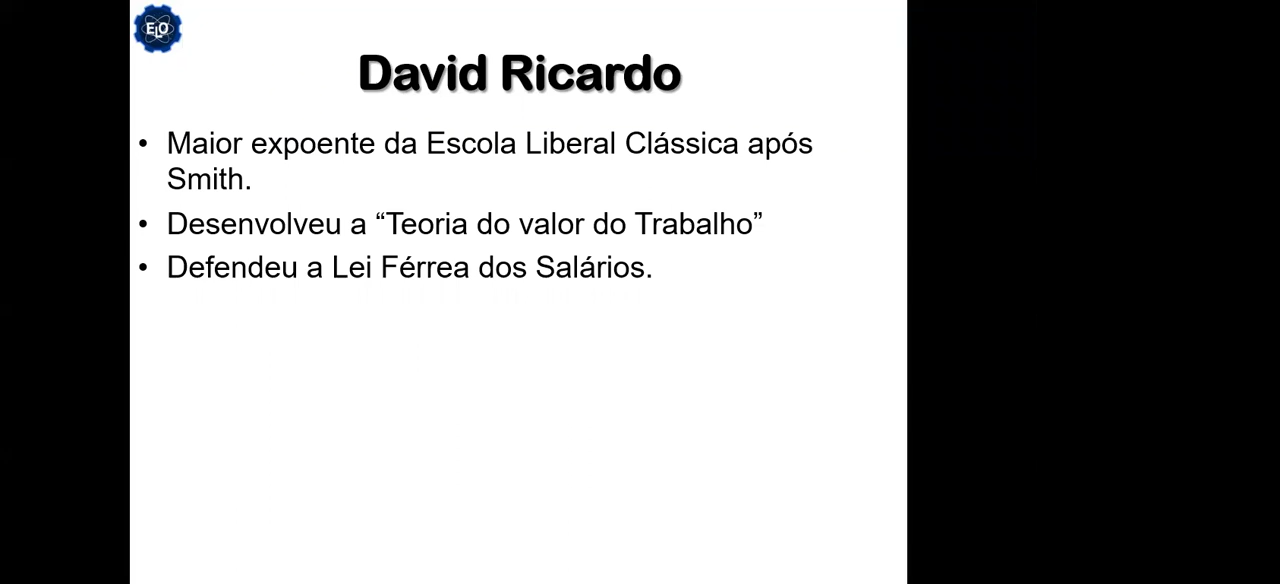 ELO
David Ricardo
• Maior expoente da Escola Liberal Clássica após
Smith.
• Desenvolveu a “Teoria do valor do Trabalho”
• Defendeu a Lei Férrea dos Salários.